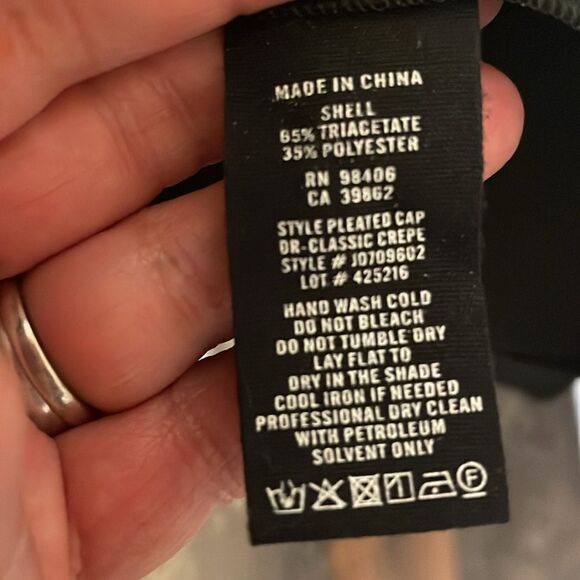 MADE IN CHINA
SHELL
65% TRIACETATE
35% POLYESTER
RN 98406
CA 39862
STYLE PLEATED CAP
DR-CLASSIC CREPE
STYLE # J0709602
LOT # 425216
HAND WASH COLD
DO NOT BLEACH
DO NOT TUMBLE DRY
LAY FLAT TO
DRY IN THE SHADE
COOL IRON IF NEEDED
PROFESSIONAL DRY CLEAN
WITH PETROLEUM
SOLVENT ONLY
F